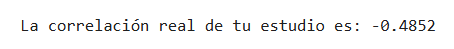 La correlación real de tu estudio es: -0.4852